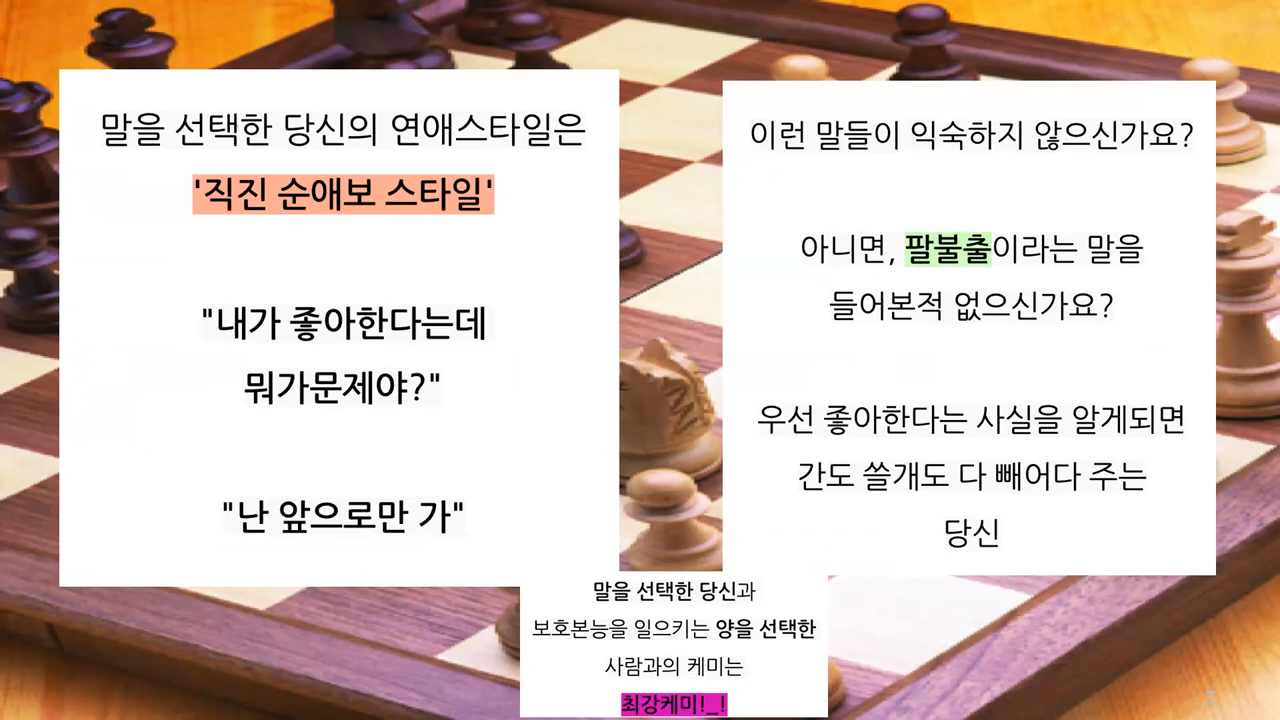 말을 선택한 당신의 연애스타일은
'직진 순애보 스타일'
"내가 좋아한다는데
뭐가문제야?"
"난 앞으로만 가"
이런 말들이 익숙하지 않으신가요?
아니면, 팔불출이라는 말을
들어본적 없으신가요?
우선 좋아한다는 사실을 알게되면
간도 쓸개도 다 빼어다 주는
당신
말을 선택한 당신과
보호본능을 일으키는 양을 선택한
사람과의 케미는
최강케미!_!